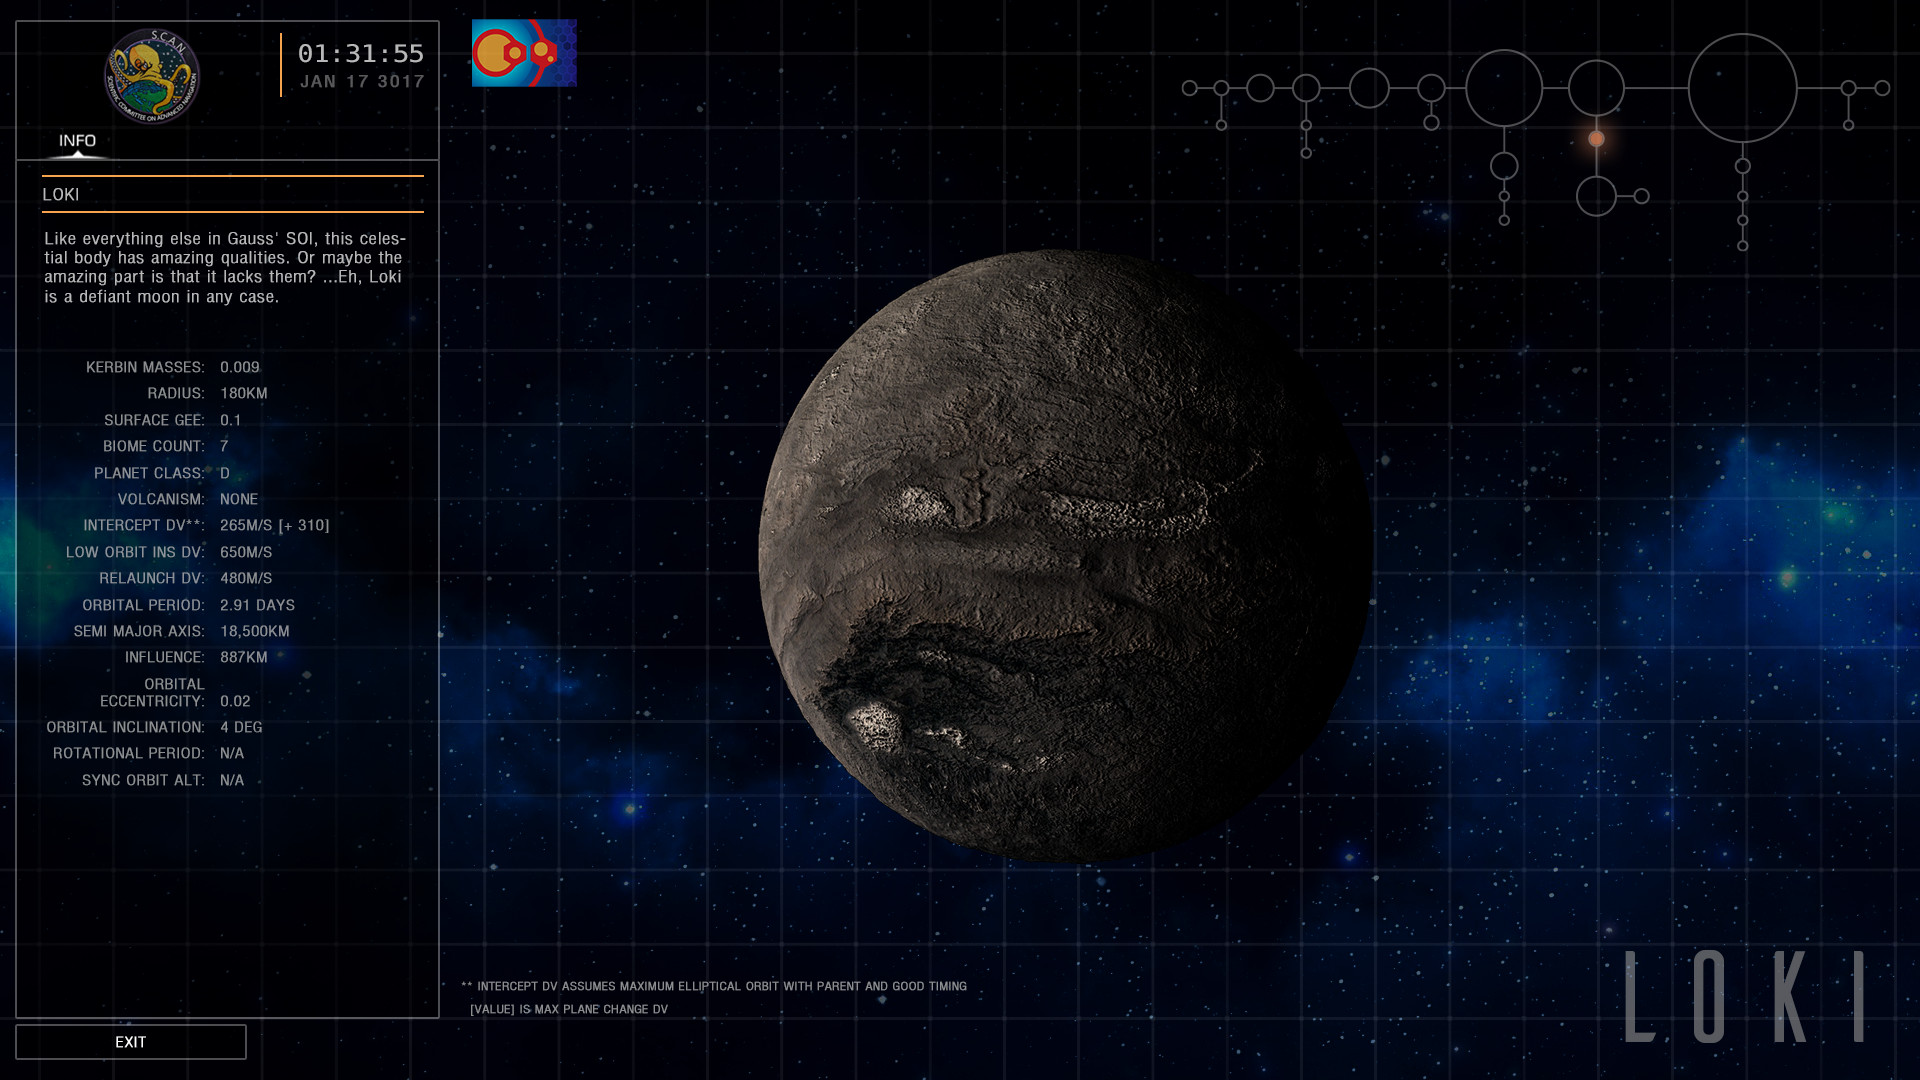 S.C.A.N.
SCIENTIFIC COMMITTEE ON ADVANCED NAVIGATION
01:31:55
JAN 17 3017
INFO
LOKI
Like everything else in Gauss' SOI, this celes-
tial body has amazing qualities. Or maybe the
amazing part is that it lacks them? ...Eh, Loki
is a defiant moon in any case.
KERBIN MASSES: 0.009
RADIUS: 180KM
SURFACE GEE: 0.1
BIOME COUNT: 7
PLANET CLASS: D
VOLCANISM: NONE
INTERCEPT DV**: 265M/S [+ 310]
LOW ORBIT INS DV: 650M/S
RELAUNCH DV: 480M/S
ORBITAL PERIOD: 2.91 DAYS
SEMI MAJOR AXIS: 18,500KM
INFLUENCE: 887KM
ORBITAL
ECCENTRICITY: 0.02
ORBITAL INCLINATION: 4 DEG
ROTATIONAL PERIOD: N/A
SYNC ORBIT ALT: N/A
** INTERCEPT DV ASSUMES MAXIMUM ELLIPTICAL ORBIT WITH PARENT AND GOOD TIMING
[VALUE] IS MAX PLANE CHANGE DV
LOKI
EXIT